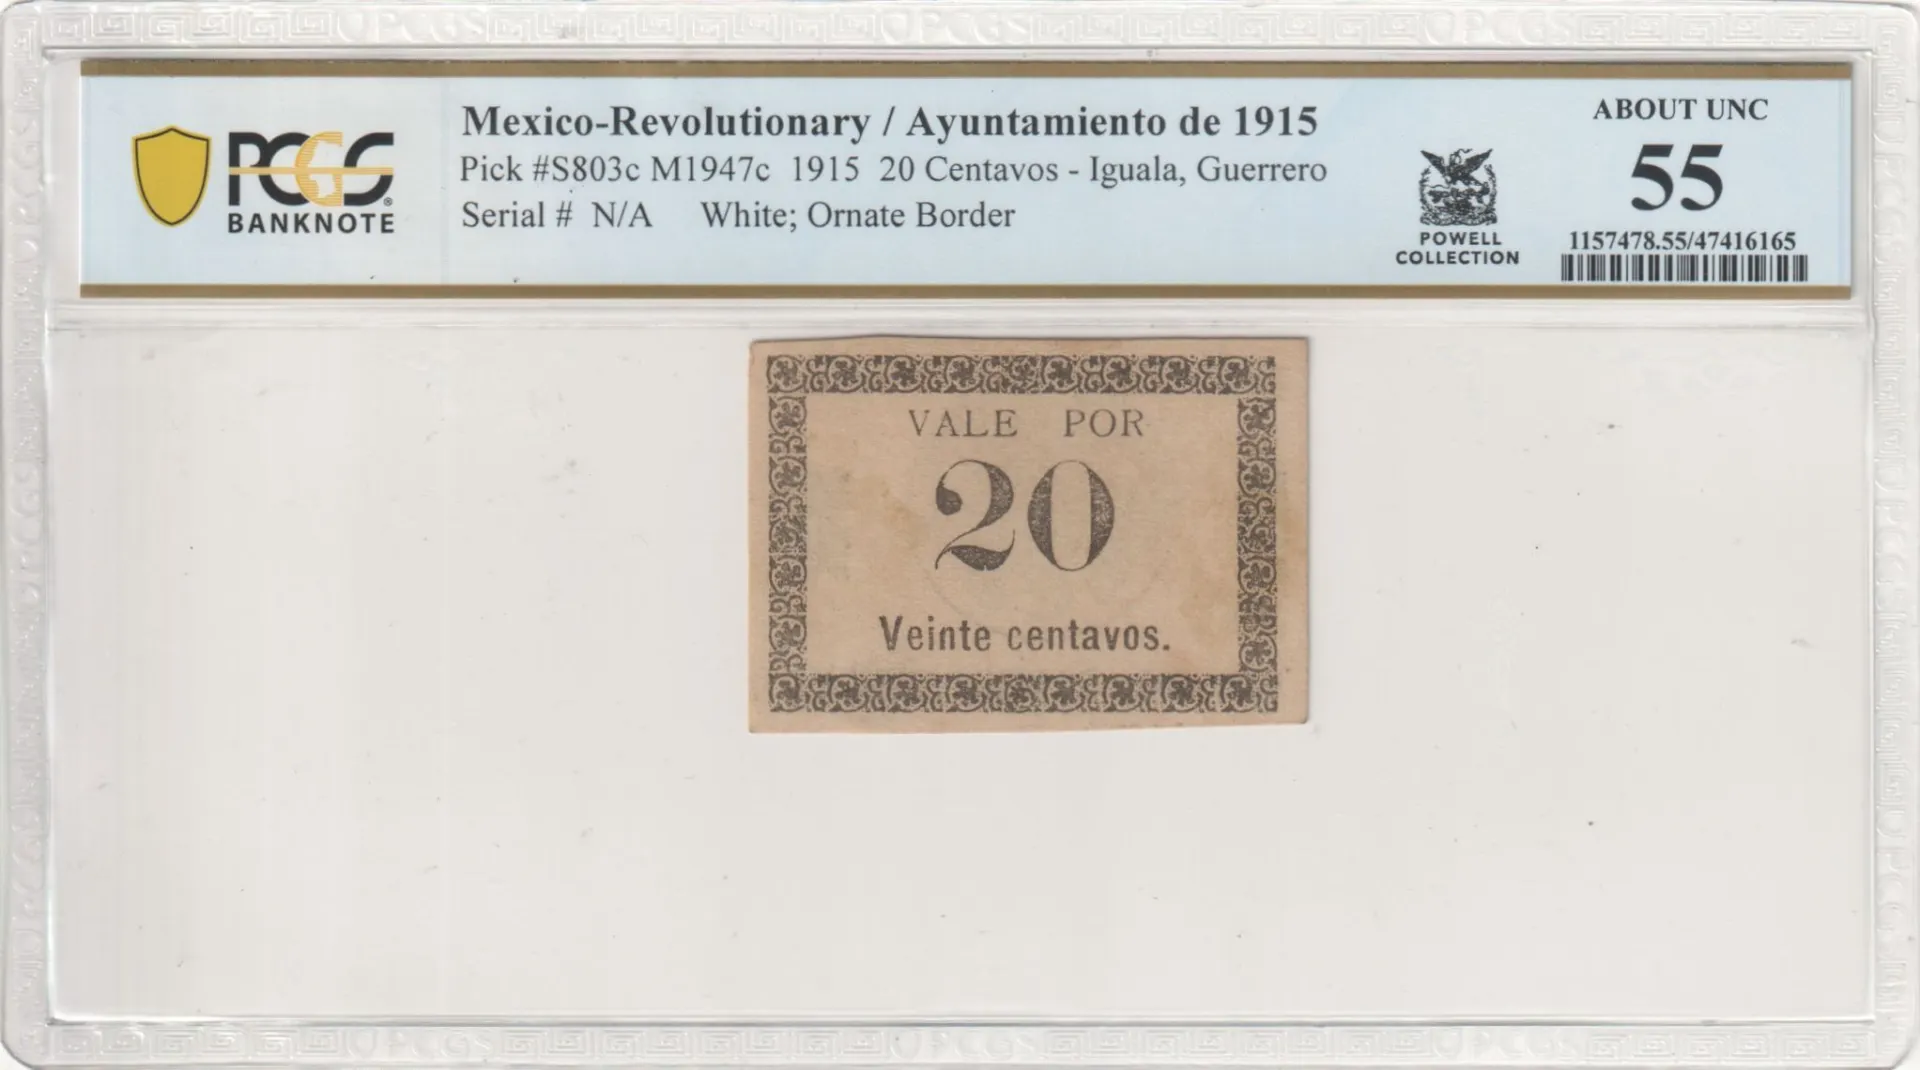 PCGS
BANKNOTE
Mexico-Revolutionary / Ayuntamiento de 1915
Pick #S803c M1947c 1915 20 Centavos - Iguala, Guerrero
Serial # N/A White; Ornate Border
POWELL
COLLECTION
ABOUT UNC
55
1157478.55/47416165
VALE POR
20
Veinte centavos.